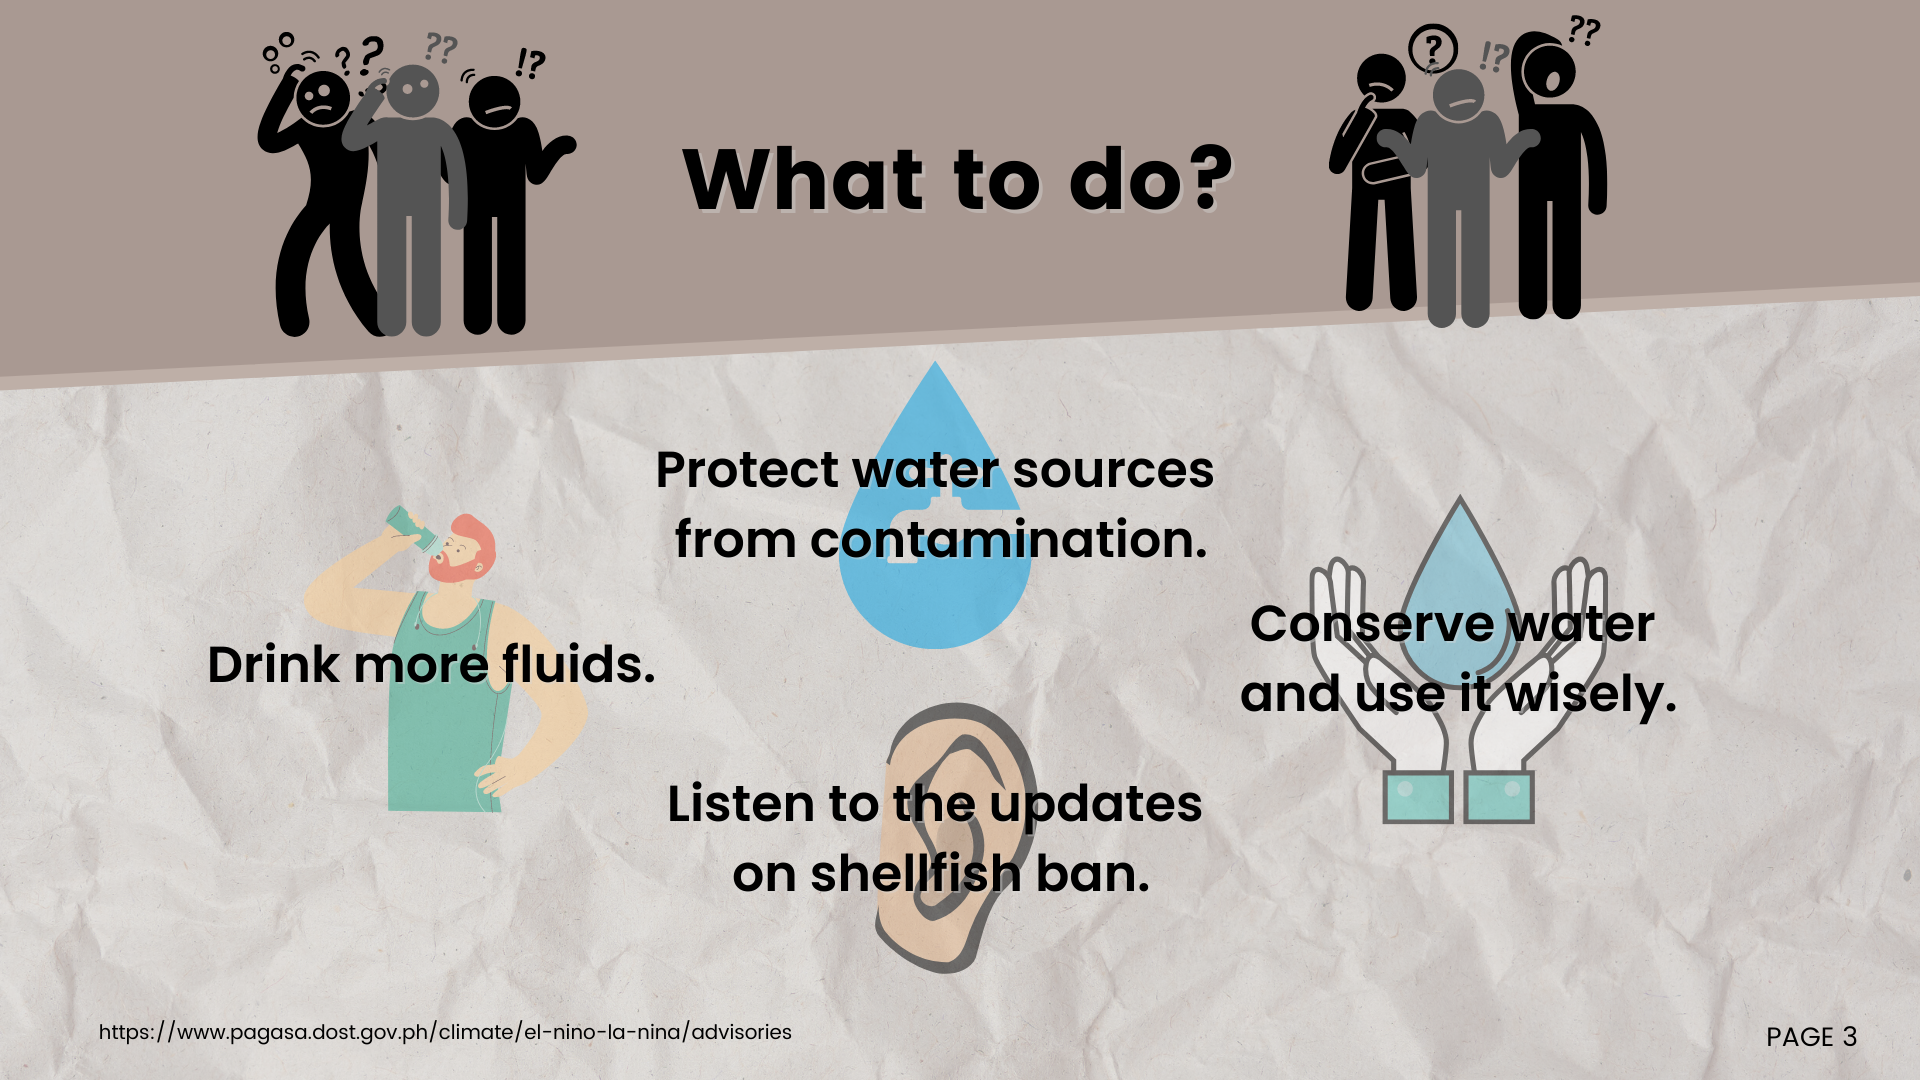 ? ? ?? !?
? !? ??
What to do?
Protect water sources
from contamination.
Drink more fluids.
Conserve water
and use it wisely.
Listen to the updates
on shellfish ban.
https://www.pagasa.dost.gov.ph/climate/el-nino-la-nina/advisories
PAGE 3